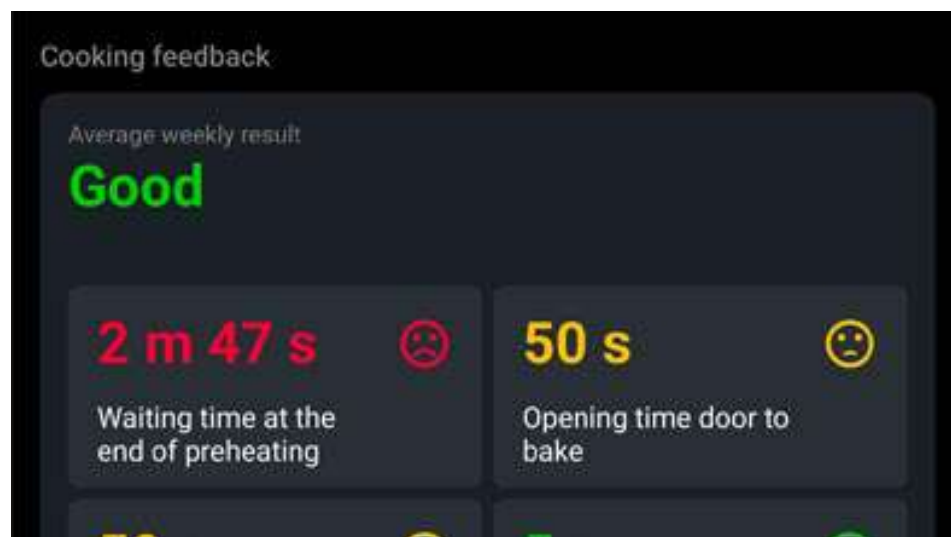 Cooking feedback
Average weekly result
Good
2 m 47 s
50 s
Waiting time at the
end of preheating
Opening time door to
bake